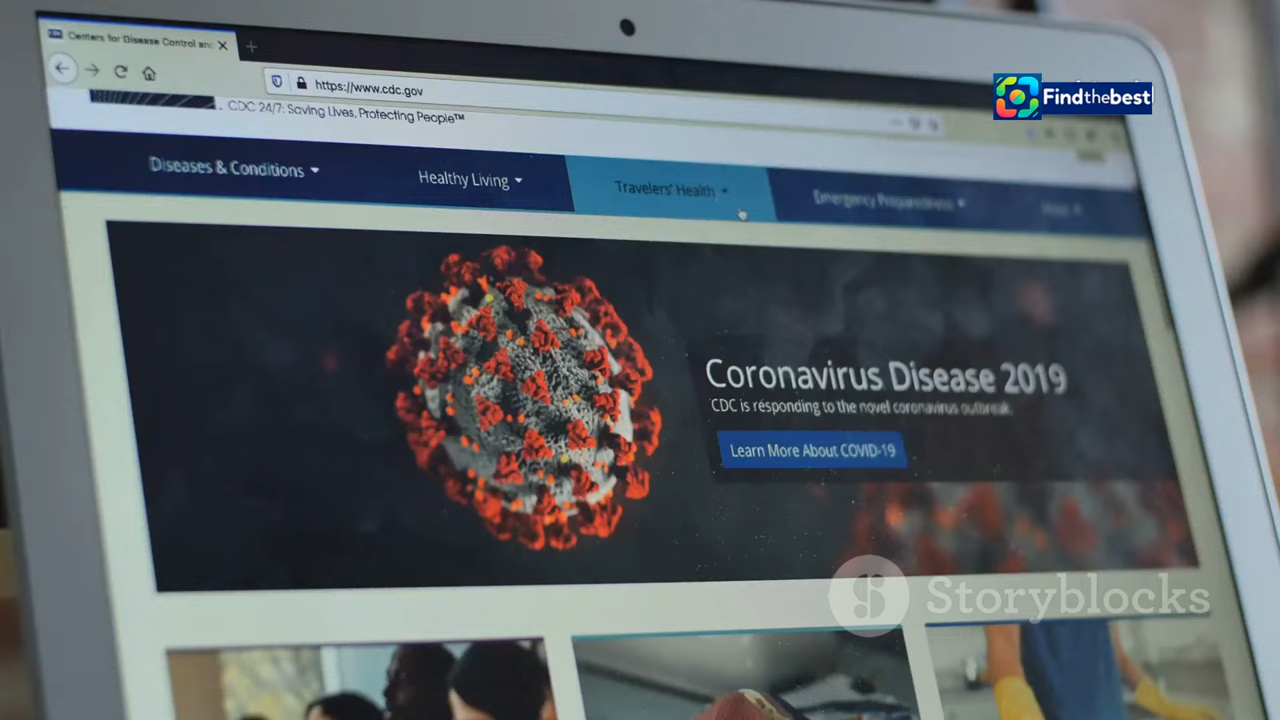 Centers for Disease Control and
https://www.cdc.gov
Findthebest
CDC 24/7: Saving Lives, Protecting People™
Diseases & Conditions
Healthy Living
Travelers' Health
Emergency Preparedness
Coronavirus Disease 2019
CDC is responding to the novel coronavirus outbreak.
Learn More About COVID-19
Storyblocks